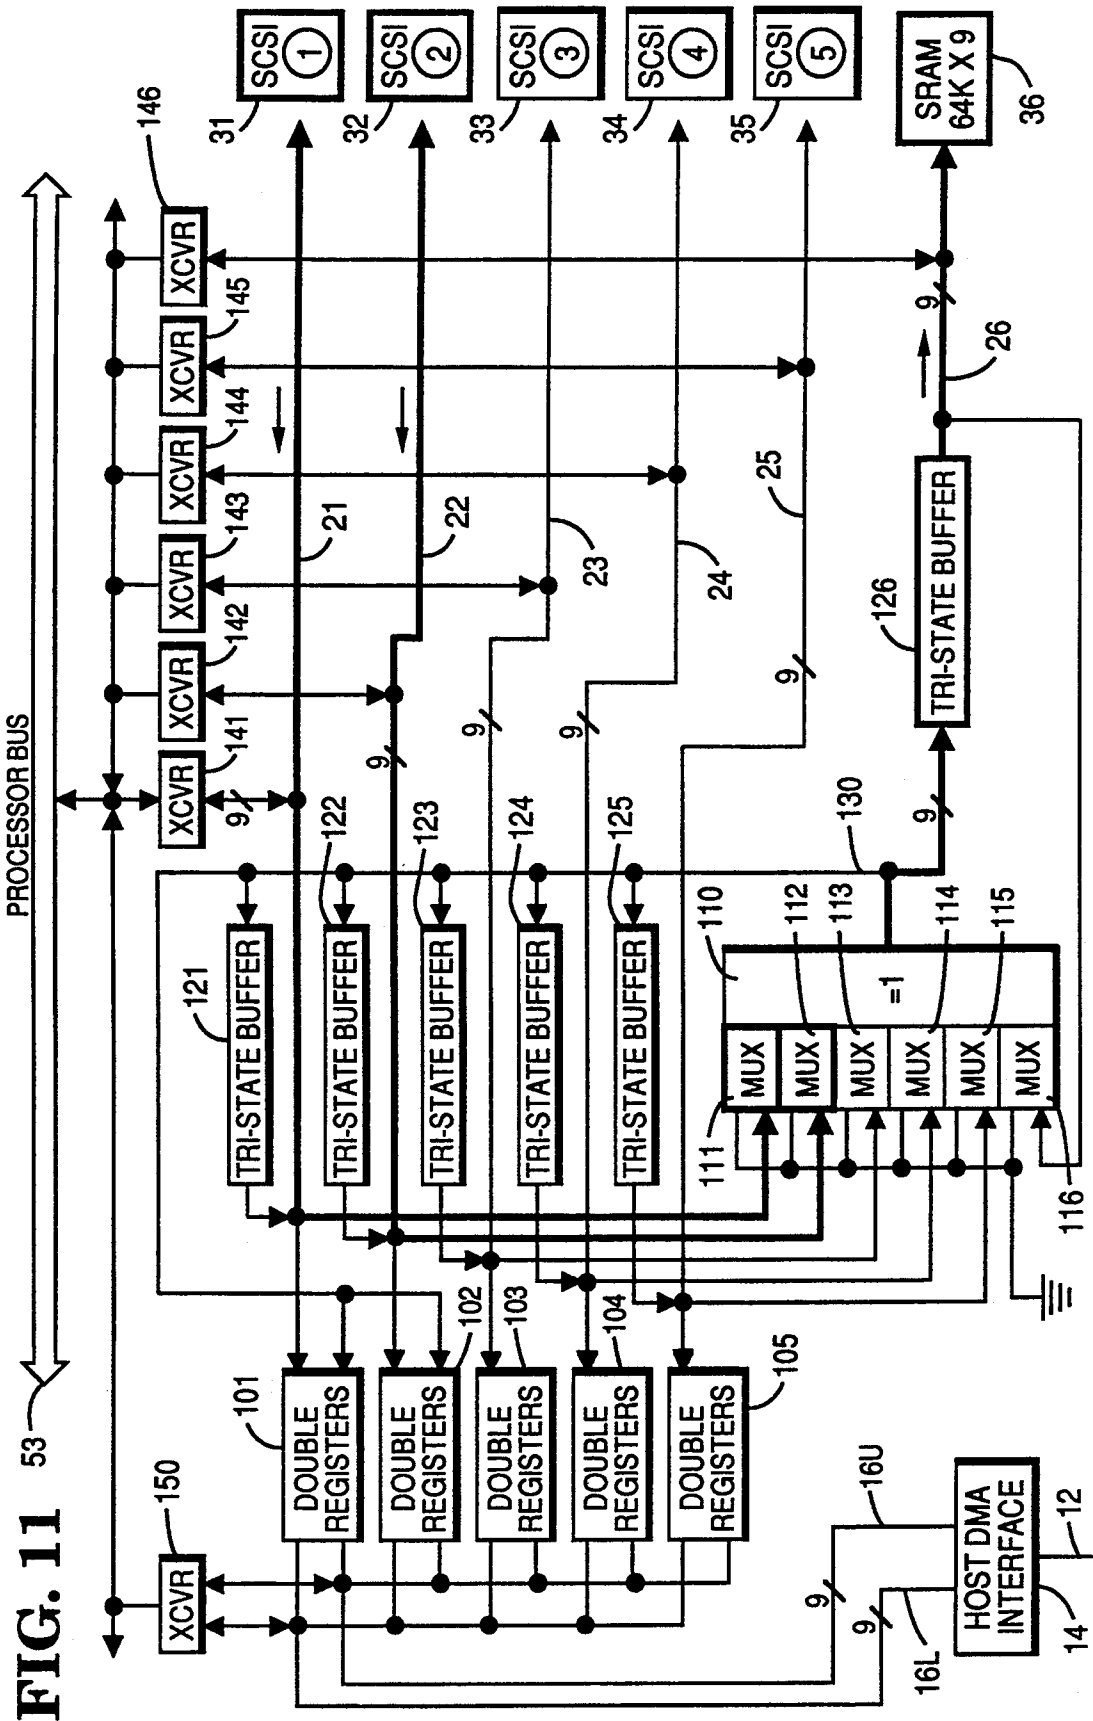 FIG. 11
53
PROCESSOR BUS
150
XCVR
XCVR
141
XCVR
142
XCVR
143
XCVR
144
XCVR
145
XCVR
146
9
101
DOUBLE
REGISTERS
DOUBLE
REGISTERS
102
DOUBLE
REGISTERS
103
DOUBLE
REGISTERS
104
DOUBLE
REGISTERS
105
121
TRI-STATE BUFFER
TRI-STATE BUFFER
122
TRI-STATE BUFFER
123
TRI-STATE BUFFER
124
TRI-STATE BUFFER
125
21
22
9
23
9
24
9
25
9
31
SCSI
1
32
SCSI
2
33
SCSI
3
34
SCSI
4
35
SCSI
5
130
110
111
MUX
MUX
112
MUX
113
MUX
114
MUX
115
MUX
116
=1
9
126
TRI-STATE BUFFER
26
9
SRAM
64K X 9
36
16U
9
16L
9
HOST DMA
INTERFACE
14
12